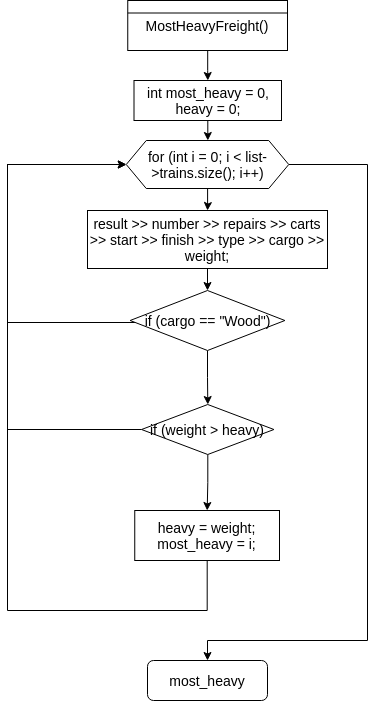 MostHeavyFreight()
int most_heavy = 0,
heavy = 0;
for (int i = 0; i < list-
>trains.size(); i++)
result >> number >> repairs >> carts
>> start >> finish >> type >> cargo >>
weight;
if (cargo == "Wood")
if (weight > heavy)
heavy = weight;
most_heavy = i;
most_heavy